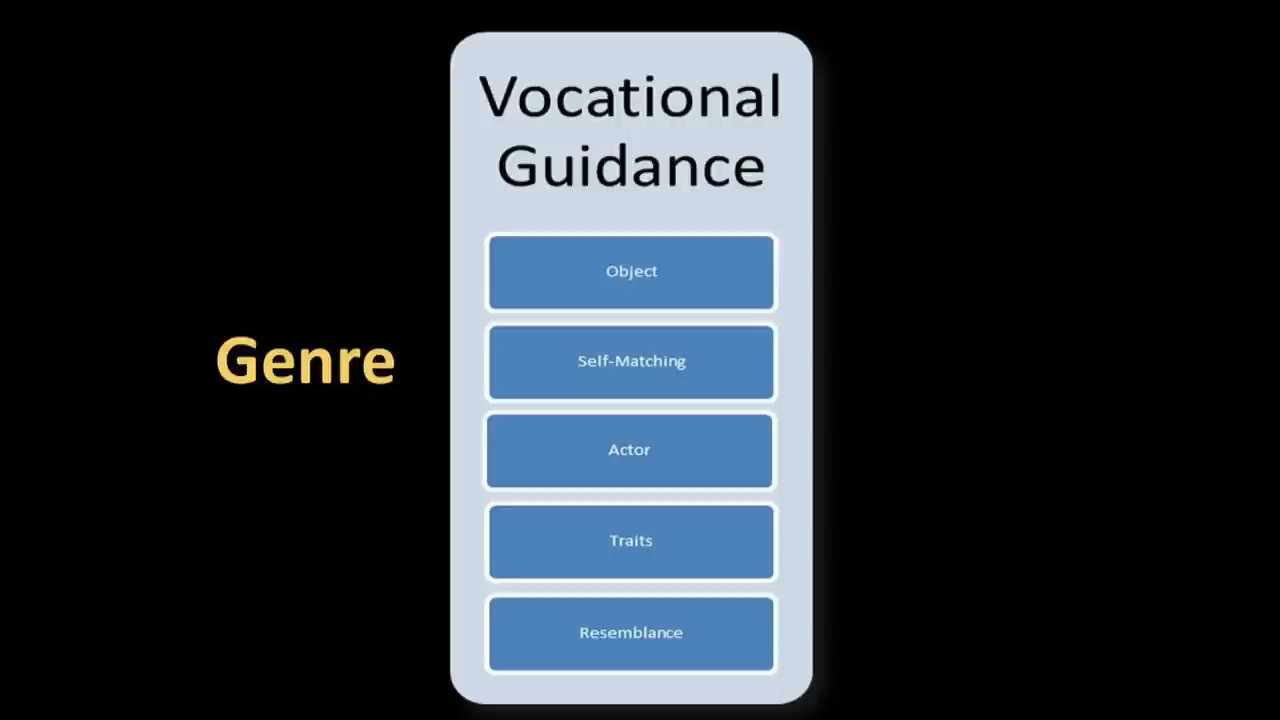 Vocational
Guidance
Object
Genre
Self-Matching
Actor
Traits
Resemblance